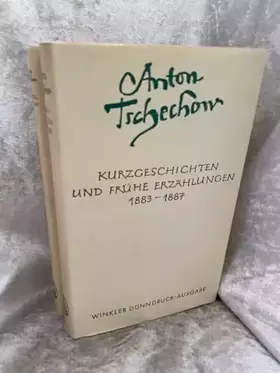 Anton
Tschechow
KURZGESCHICHTEN
UND FRÜHE ERZÄHLUNGEN
1883–1887
WINKLER DÜNNDRUCK-AUSGABE